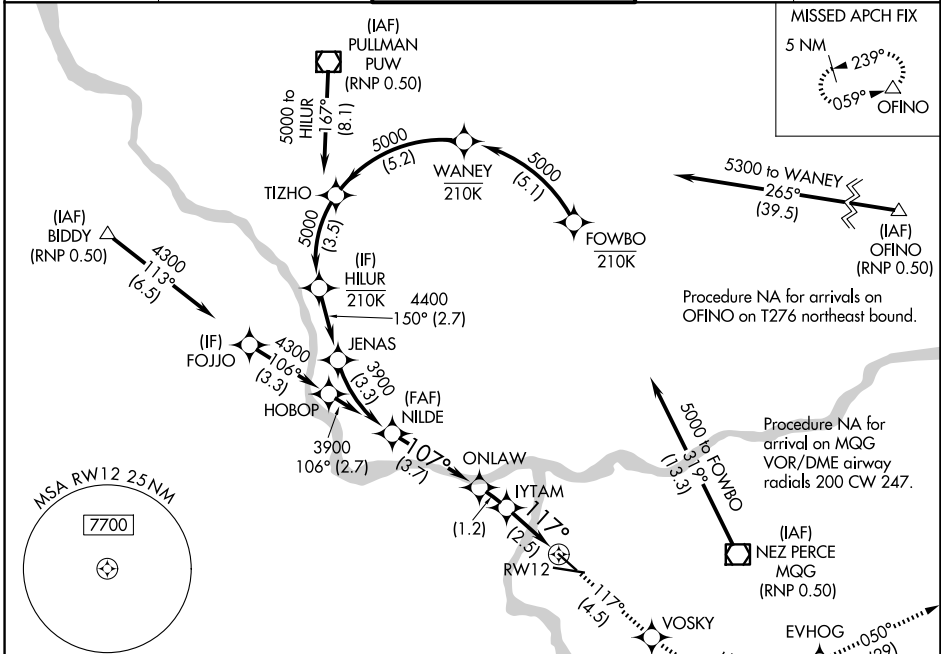 MISSED APCH FIX
5 NM
239°
059°
OFINO
(IAF)
PULLMAN
PUW
(RNP 0.50)
5000 to
HILUR
167°
(8.1)
5000
(5.2)
WANEY
210K
5000
(5.1)
FOWBO
210K
5300 to WANEY
265°
(39.5)
(IAF)
OFINO
(RNP 0.50)
Procedure NA for arrivals on
OFINO on T276 northeast bound.
TIZHO
5000
(3.5)
(IAF)
BIDDY
(RNP 0.50)
4300
113°
(6.5)
(IF)
HILUR
210K
4400
150° (2.7)
(IF)
FOJJO
4300
106°
(3.3)
JENAS
3900
(3.3)
HOBOP
3900
106° (2.7)
(FAF)
NILDE
107°
(3.7)
ONLAW
(1.2)
IYTAM
117°
(2.5)
RW12
5000 to FOWBO
319°
(13.3)
Procedure NA for
arrival on MQG
VOR/DME airway
radials 200 CW 247.
(IAF)
NEZ PERCE
MQG
(RNP 0.50)
MSA RW12 25 NM
7700
117°
(4.5)
VOSKY
EVHOG
050°